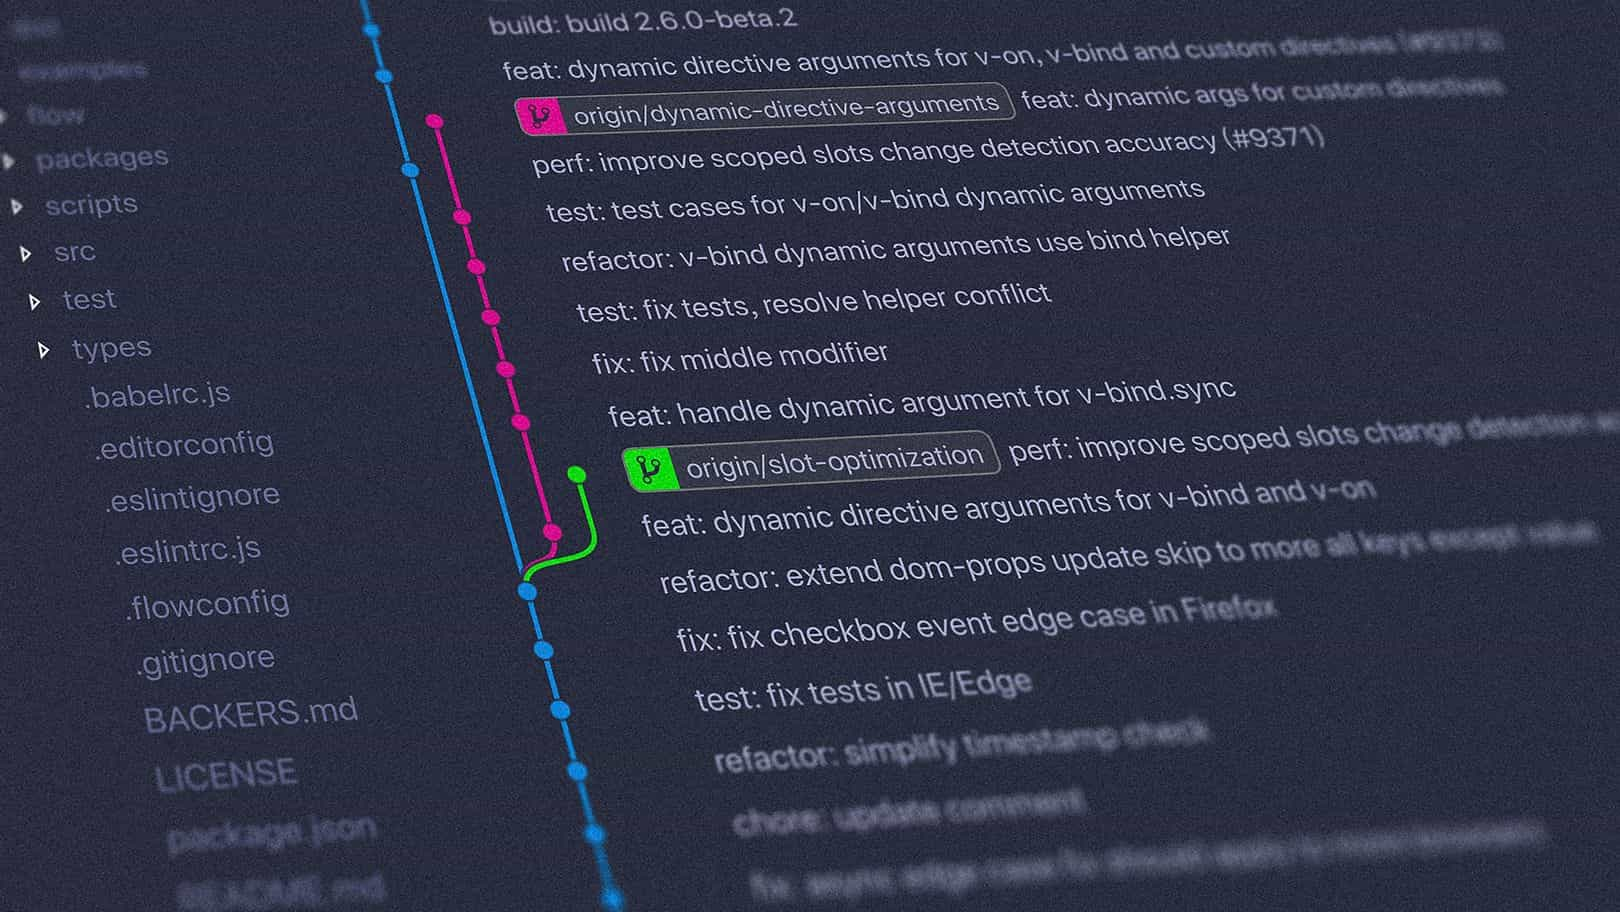 examples
flow
packages
scripts
src
test
types
.babelrc.js
.editorconfig
.eslintignore
.eslintrc.js
.flowconfig
.gitignore
BACKERS.md
LICENSE
package.json
README.md
build: build 2.6.0-beta.2
feat: dynamic directive arguments for v-on, v-bind and custom directives (#9373)
origin/dynamic-directive-arguments feat: dynamic args for custom directives
perf: improve scoped slots change detection accuracy (#9371)
test: test cases for v-on/v-bind dynamic arguments
refactor: v-bind dynamic arguments use bind helper
test: fix tests, resolve helper conflict
fix: fix middle modifier
feat: handle dynamic argument for v-bind.sync
origin/slot-optimization perf: improve scoped slots change detection
feat: dynamic directive arguments for v-bind and v-on
refactor: extend dom-props update skip to more all keys except value
fix: fix checkbox event edge case in Firefox
test: fix tests in IE/Edge
refactor: simplify timestamp check
chore: update comment
fix: async edge case fix should apply to